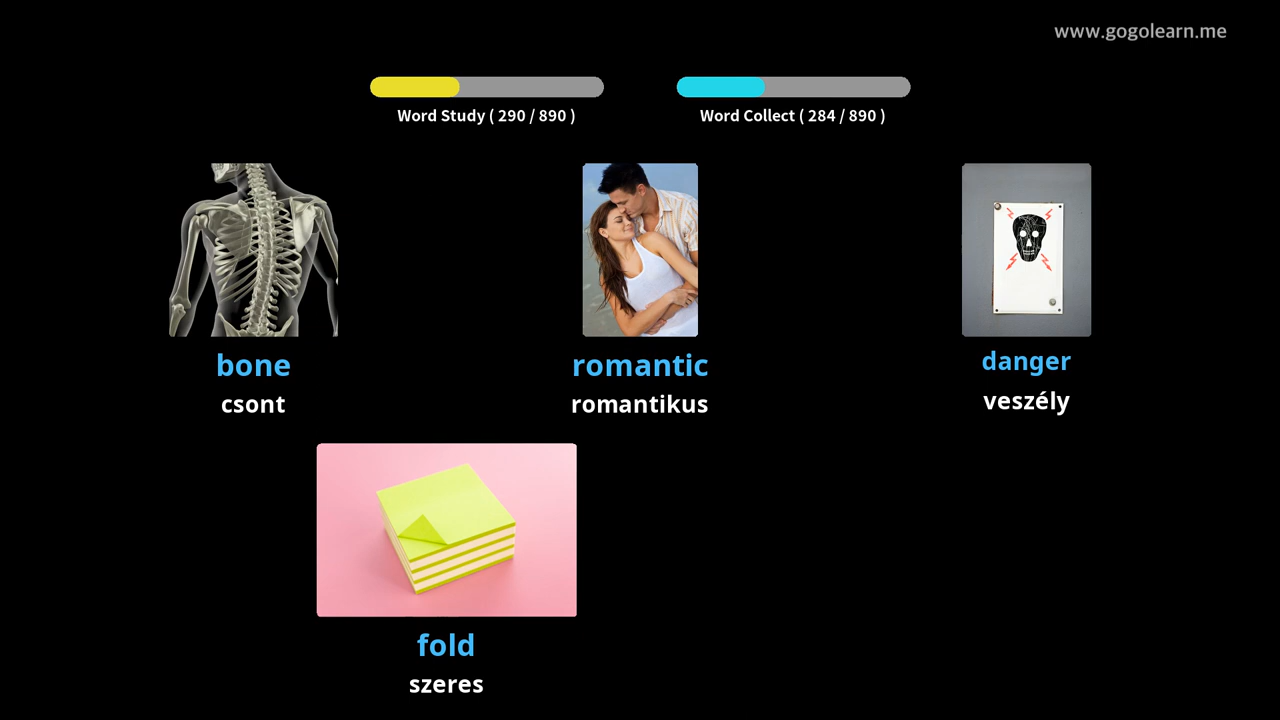 www.gogolearn.me
Word Study ( 290 / 890 )
Word Collect ( 284 / 890 )
bone
romantic
danger
csont
romantikus
veszély
fold
szeres